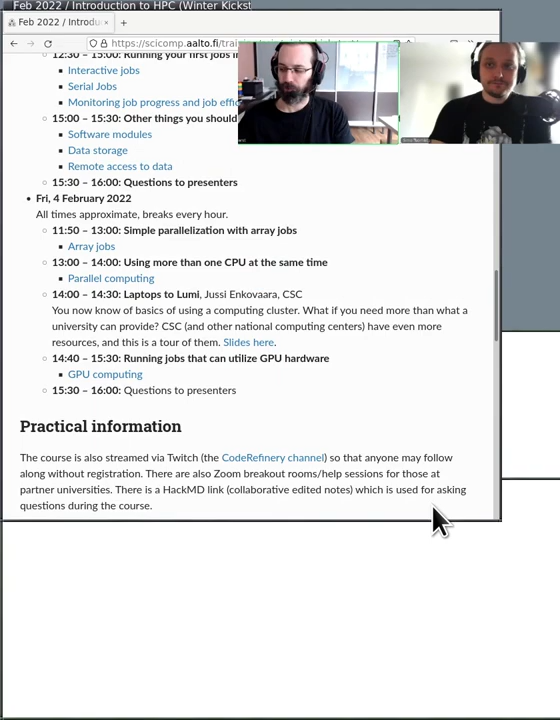 Feb 2022 / Introduction to HPC (Winter Kickst
Feb 2022 / Introdu
https://scicomp.aalto.fi/trai
12:30 – 15:00: Running your first jobs i
Interactive jobs
Serial Jobs
Monitoring job progress and job effic
15:00 – 15:30: Other things you should
Software modules
Data storage
Remote access to data
15:30 – 16:00: Questions to presenters
Fri, 4 February 2022
All times approximate, breaks every hour.
11:50 – 13:00: Simple parallelization with array jobs
Array jobs
13:00 – 14:00: Using more than one CPU at the same time
Parallel computing
14:00 – 14:30: Laptops to Lumi, Jussi Enkovaara, CSC
You now know of basics of using a computing cluster. What if you need more than what a
university can provide? CSC (and other national computing centers) have even more
resources, and this is a tour of them. Slides here.
14:40 – 15:30: Running jobs that can utilize GPU hardware
GPU computing
15:30 – 16:00: Questions to presenters
Practical information
The course is also streamed via Twitch (the CodeRefinery channel) so that anyone may follow
along without registration. There are also Zoom breakout rooms/help sessions for those at
partner universities. There is a HackMD link (collaborative edited notes) which is used for asking
questions during the course.